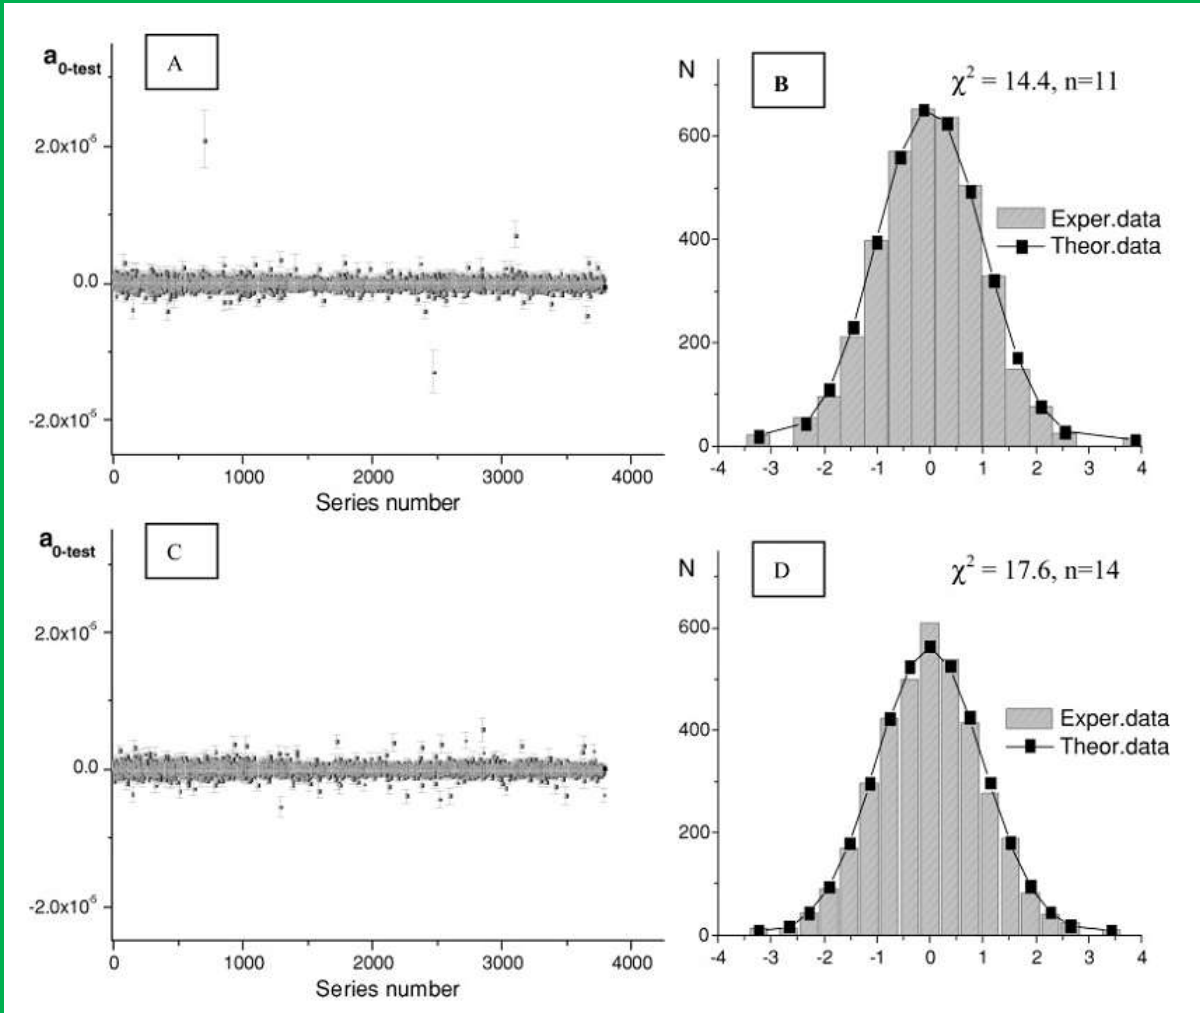 a0-test
A
2.0x10-5
0.0
-2.0x10-5
0 1000 2000 3000 4000
Series number
B
N
χ2 = 14.4, n=11
600
400
200
0
Exper.data
Theor.data
-4 -3 -2 -1 0 1 2 3 4
a0-test
C
2.0x10-5
0.0
-2.0x10-5
0 1000 2000 3000 4000
Series number
D
N
χ2 = 17.6, n=14
600
400
200
0
Exper.data
Theor.data
-4 -3 -2 -1 0 1 2 3 4